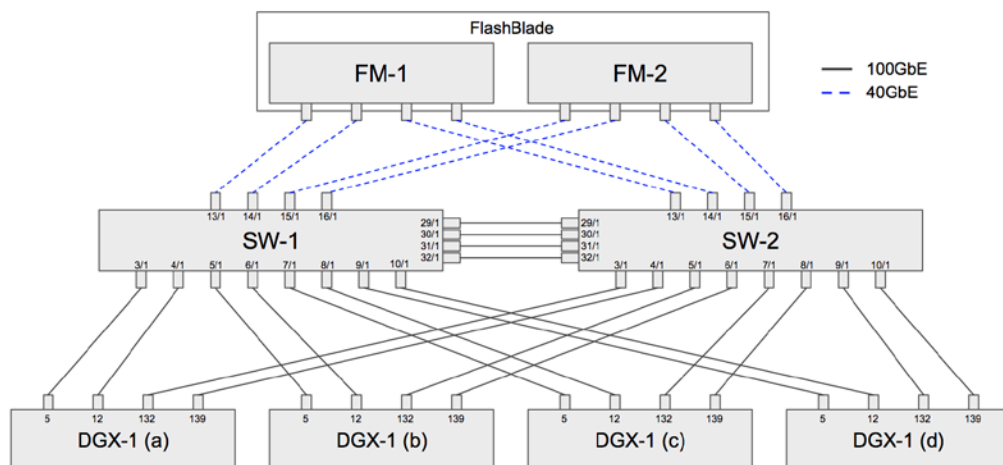 FlashBlade
FM-1
FM-2
100GbE
40GbE
13/1 14/1 15/1 16/1
13/1 14/1 15/1 16/1
SW-1
29/1
30/1
31/1
32/1
29/1
30/1
31/1
32/1
SW-2
3/1 4/1 5/1 6/1 7/1 8/1 9/1 10/1
3/1 4/1 5/1 6/1 7/1 8/1 9/1 10/1
5 12 132 139
5 12 132 139
5 12 132 139
5 12 132 139
DGX-1 (a)
DGX-1 (b)
DGX-1 (c)
DGX-1 (d)